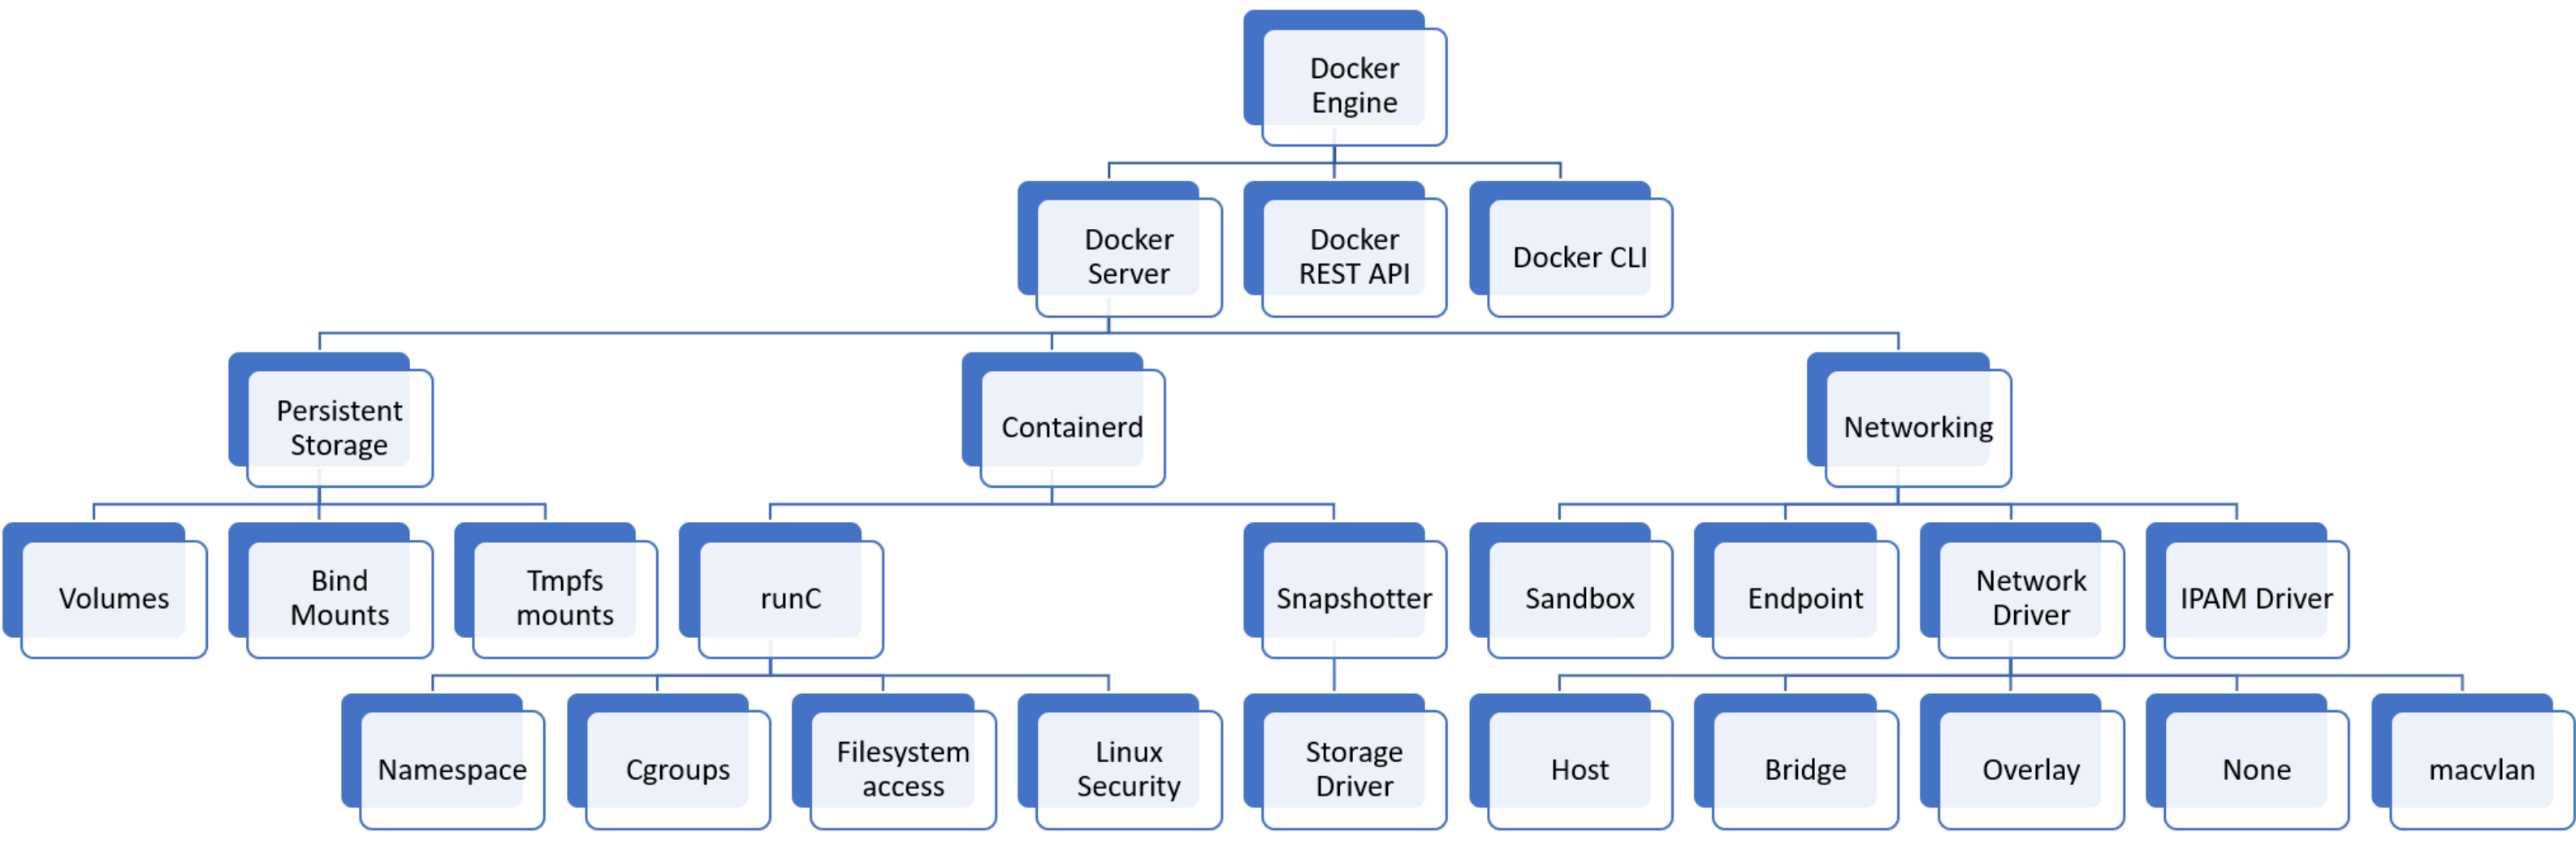 Docker
Engine
Docker
Server
Docker
REST API
Docker CLI
Persistent
Storage
Containerd
Networking
Volumes
Bind
Mounts
Tmpfs
mounts
runC
Snapshotter
Sandbox
Endpoint
Network
Driver
IPAM Driver
Namespace
Cgroups
Filesystem
access
Linux
Security
Storage
Driver
Host
Bridge
Overlay
None
macvlan